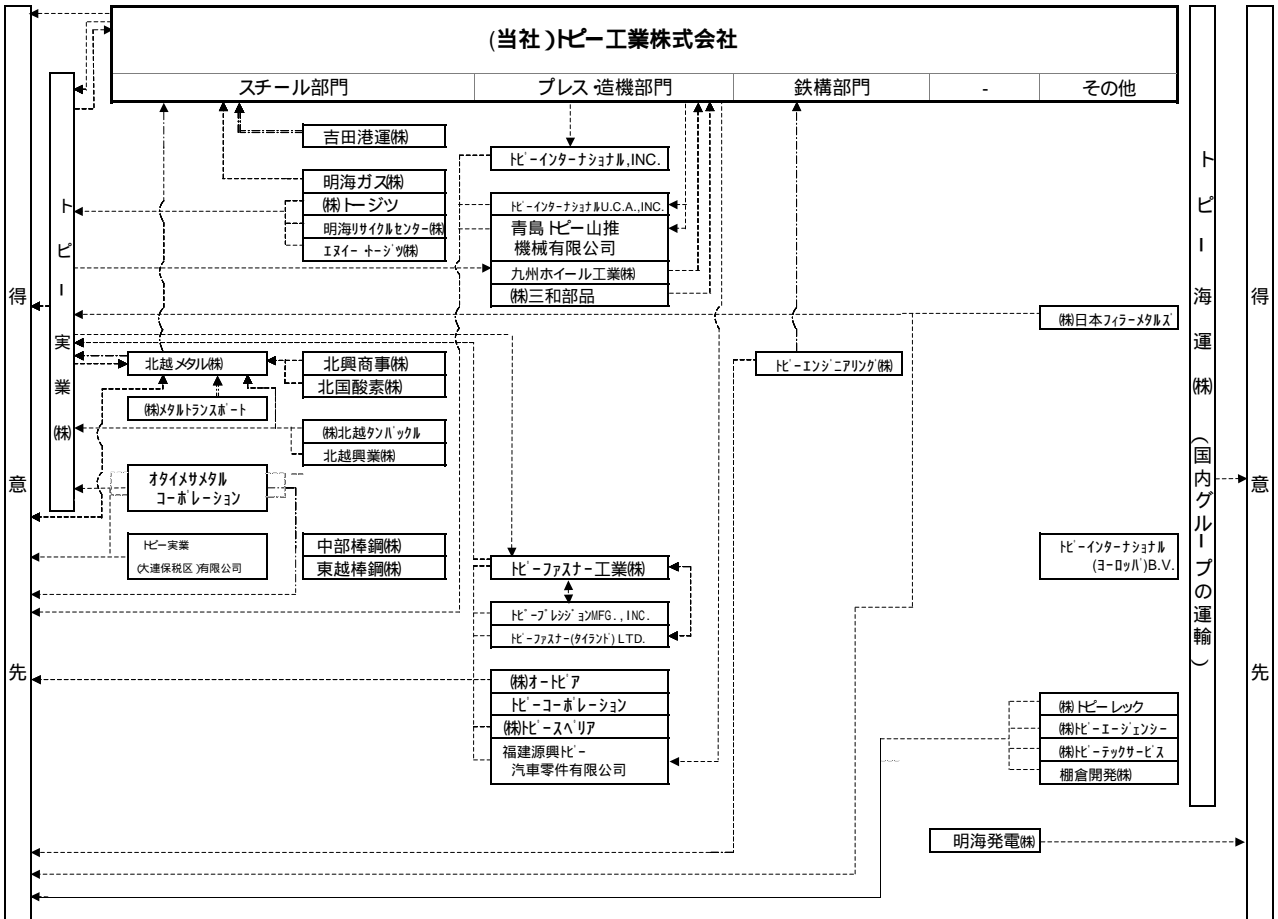 (当社)トピー工業株式会社
スチール部門
プレス・造機部門
鉄構部門
-
その他
得意先
トピー実業㈱
吉田港運㈱
明海ガス㈱
㈱トージツ
明海リサイクルセンター㈱
エヌイー・トージツ㈱
北越メタル㈱
㈱メタルトランスポート
北興商事㈱
北国酸素㈱
㈱北越タンバックル
北越興業㈱
オタイメサメタル
コーポレーション
トピー実業
(大連保税区)有限公司
中部棒鋼㈱
東越棒鋼㈱
トピーインターナショナル,INC.
トピーインターナショナルU.C.A.,INC.
青島トピー山推
機械有限公司
九州ホイール工業㈱
㈱三和部品
トピーファスナー工業㈱
トピープレシジョンMFG.,INC.
トピーファスナー(タイランド)LTD.
㈱オートピア
トピーコーポレーション
㈱トピースペリア
福建源興トピー
汽車零件有限公司
トピーエンジニアリング㈱
㈱日本フィラーメタルズ
トピーインターナショナル
(ヨーロッパ)B.V.
㈱トピーレック
㈱トピーエージェンシー
㈱トピーテックサービス
棚倉開発㈱
明海発電㈱
トピー海運㈱ (国内グループの運輸)
得意先